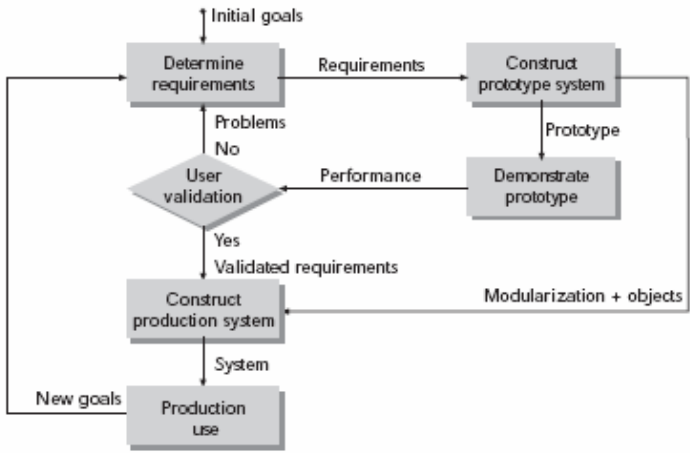 Initial goals
Determine
requirements
Requirements
Construct
prototype system
Problems
No
Prototype
User
validation
Performance
Demonstrate
prototype
Yes
Validated requirements
Construct
production system
Modularization + objects
System
New goals
Production
use